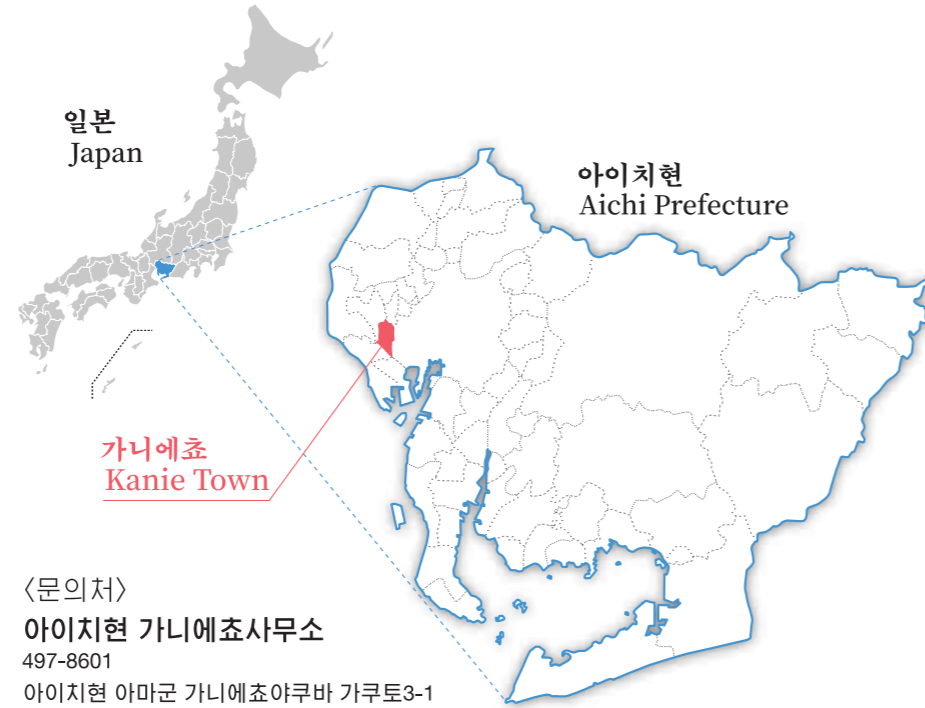 일본
Japan
아이치현
Aichi Prefecture
가니에쵸
Kanie Town
〈문의처〉
아이치현 가니에쵸사무소
497-8601
아이치현 아마군 가니에쵸야쿠바 가쿠토3-1